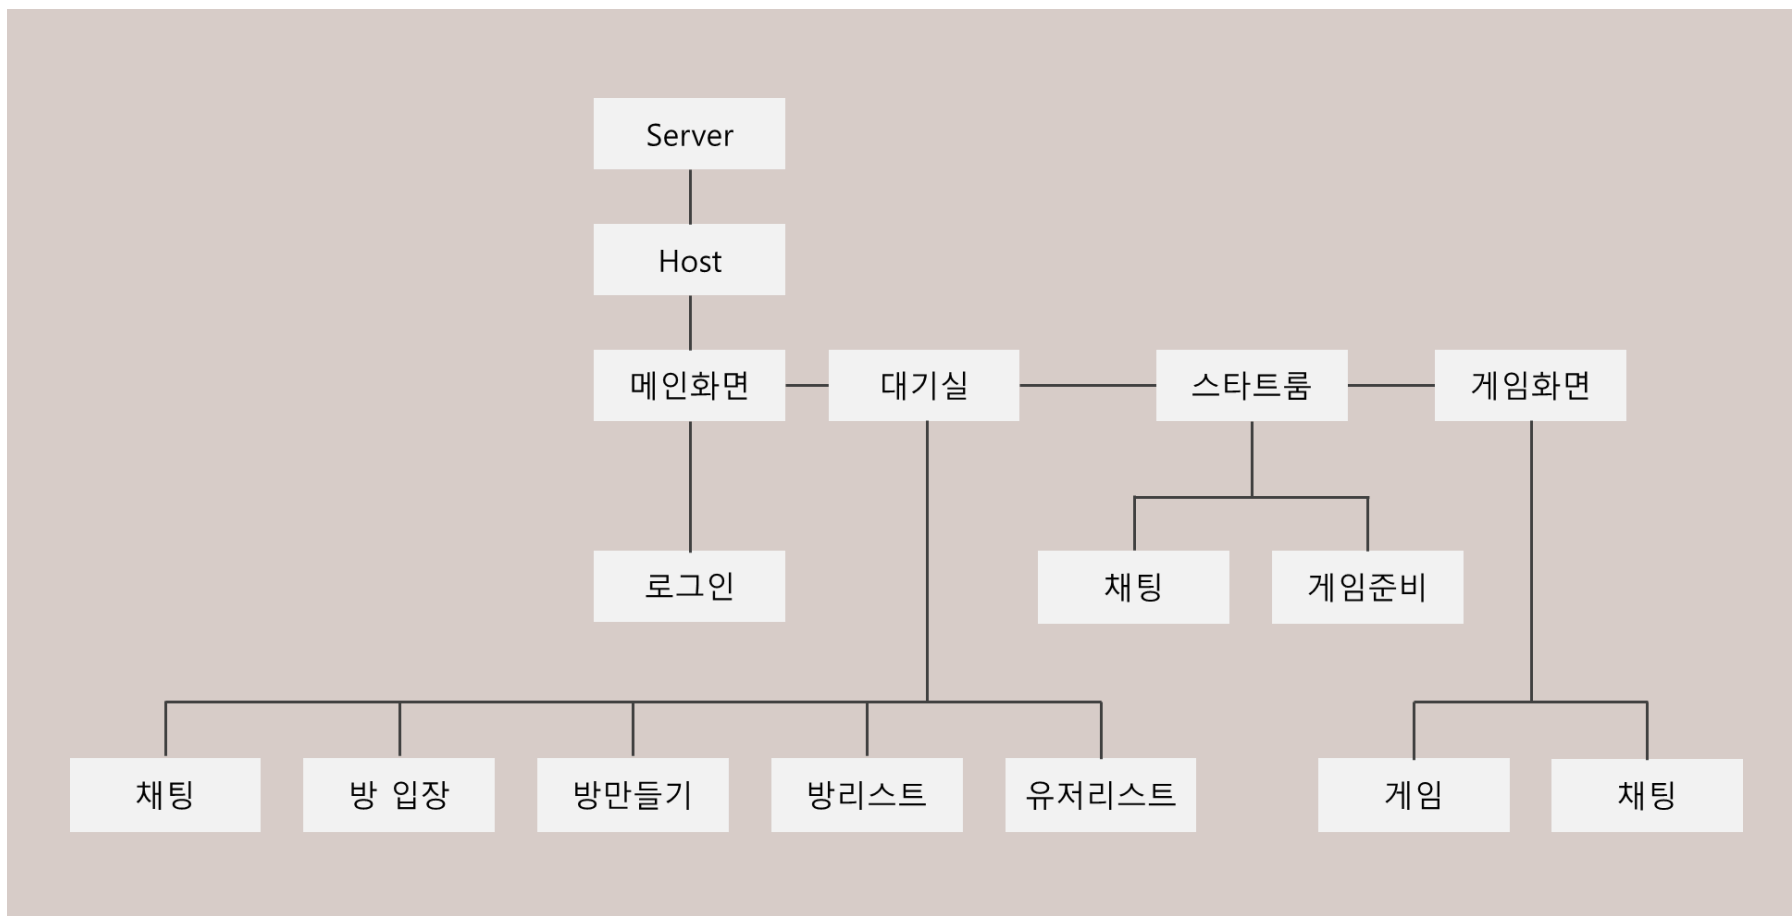 Server
Host
메인화면
대기실
스타트룸
게임화면
로그인
채팅
게임준비
채팅
방 입장
방만들기
방리스트
유저리스트
게임
채팅